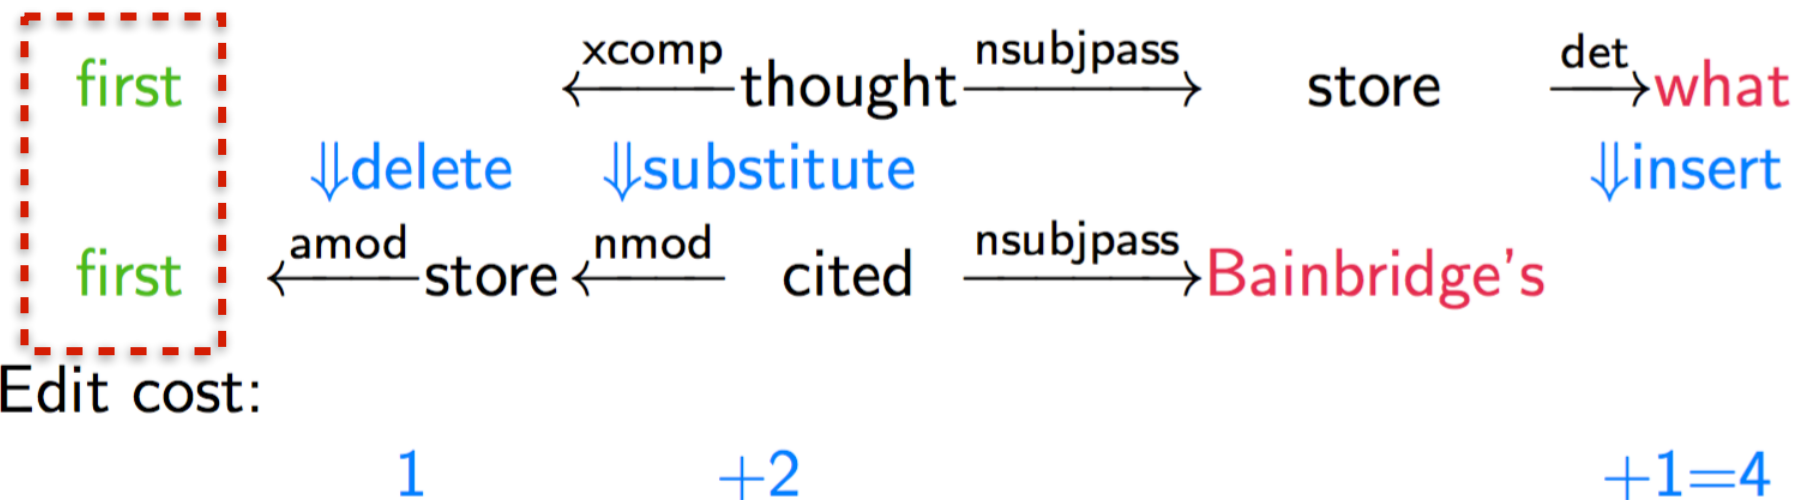 xcomp nsubjpass det
first ← thought → store → what
⇓delete ⇓substitute ⇓insert
amod nmod nsubjpass
first ← store ← cited → Bainbridge's
Edit cost:
1 +2 +1=4